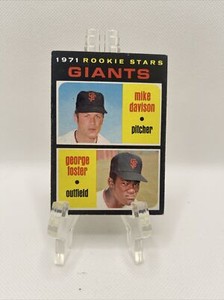 1971 ROOKIE STARS
GIANTS
mike
davison
pitcher
george
foster
outfield